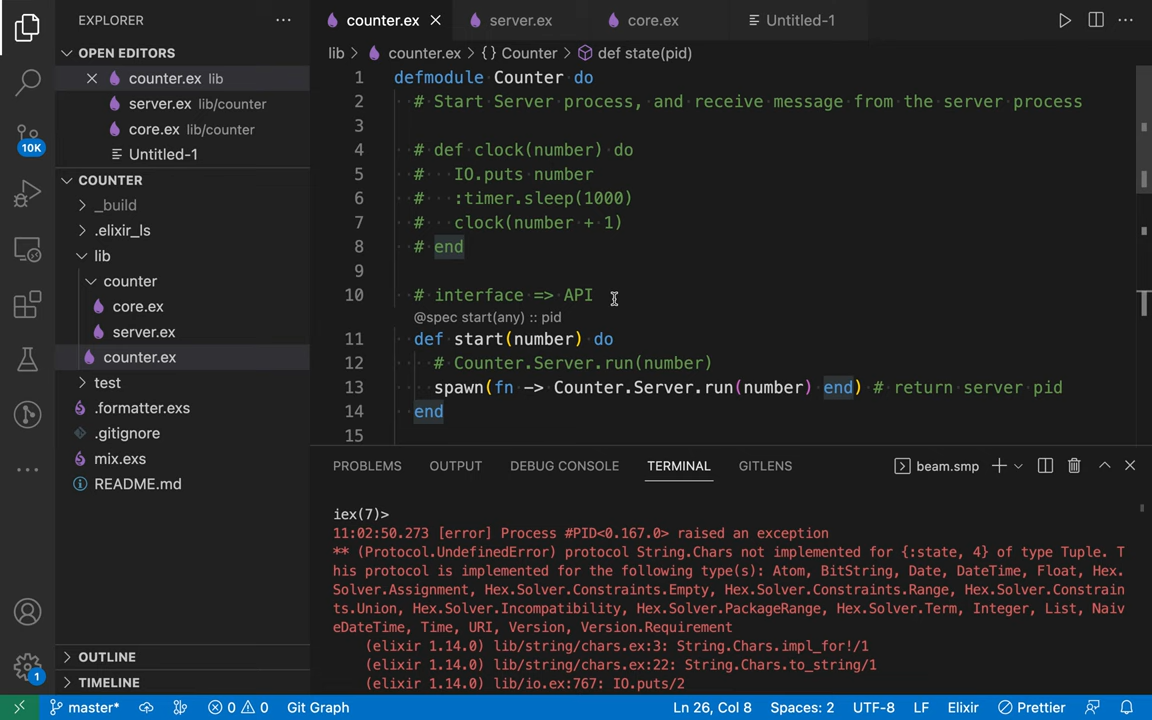 EXPLORER
counter.ex
server.ex
core.ex
Untitled-1
OPEN EDITORS
counter.ex lib
server.ex lib/counter
core.ex lib/counter
Untitled-1
10K
COUNTER
_build
.elixir_ls
lib
counter
core.ex
server.ex
counter.ex
test
.formatter.exs
.gitignore
mix.exs
README.md
OUTLINE
TIMELINE
lib > counter.ex > {} Counter > def state(pid)
1 defmodule Counter do
2 # Start Server process, and receive message from the server process
3
4 # def clock(number) do
5 # IO.puts number
6 # :timer.sleep(1000)
7 # clock(number + 1)
8 # end
9
10 # interface => API
@spec start(any) :: pid
11 def start(number) do
12 # Counter.Server.run(number)
13 spawn(fn -> Counter.Server.run(number) end) # return server pid
14 end
15
PROBLEMS OUTPUT DEBUG CONSOLE TERMINAL GITLENS
beam.smp
iex(7)>
11:02:50.273 [error] Process #PID<0.167.0> raised an exception
** (Protocol.UndefinedError) protocol String.Chars not implemented for {:state, 4} of type Tuple. T
his protocol is implemented for the following type(s): Atom, BitString, Date, DateTime, Float, Hex.
Solver.Assignment, Hex.Solver.Constraints.Empty, Hex.Solver.Constraints.Range, Hex.Solver.Constrain
ts.Union, Hex.Solver.Incompatibility, Hex.Solver.PackageRange, Hex.Solver.Term, Integer, List, Naiv
eDateTime, Time, URI, Version, Version.Requirement
(elixir 1.14.0) lib/string/chars.ex:3: String.Chars.impl_for!/1
(elixir 1.14.0) lib/string/chars.ex:22: String.Chars.to_string/1
(elixir 1.14.0) lib/io.ex:767: IO.puts/2
1
master* 0 0 Git Graph Ln 26, Col 8 Spaces: 2 UTF-8 LF Elixir Prettier